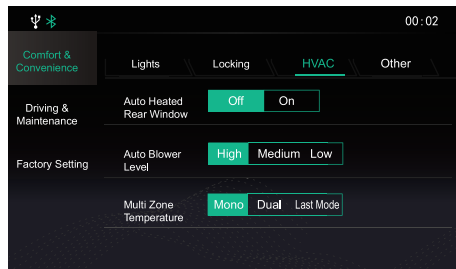 00:02
Comfort &
Convenience
Lights Locking HVAC Other
Driving &
Maintenance
Auto Heated
Rear Window
Off On
Factory Setting
Auto Blower
Level
High Medium Low
Multi Zone
Temperature
Mono Dual Last Mode